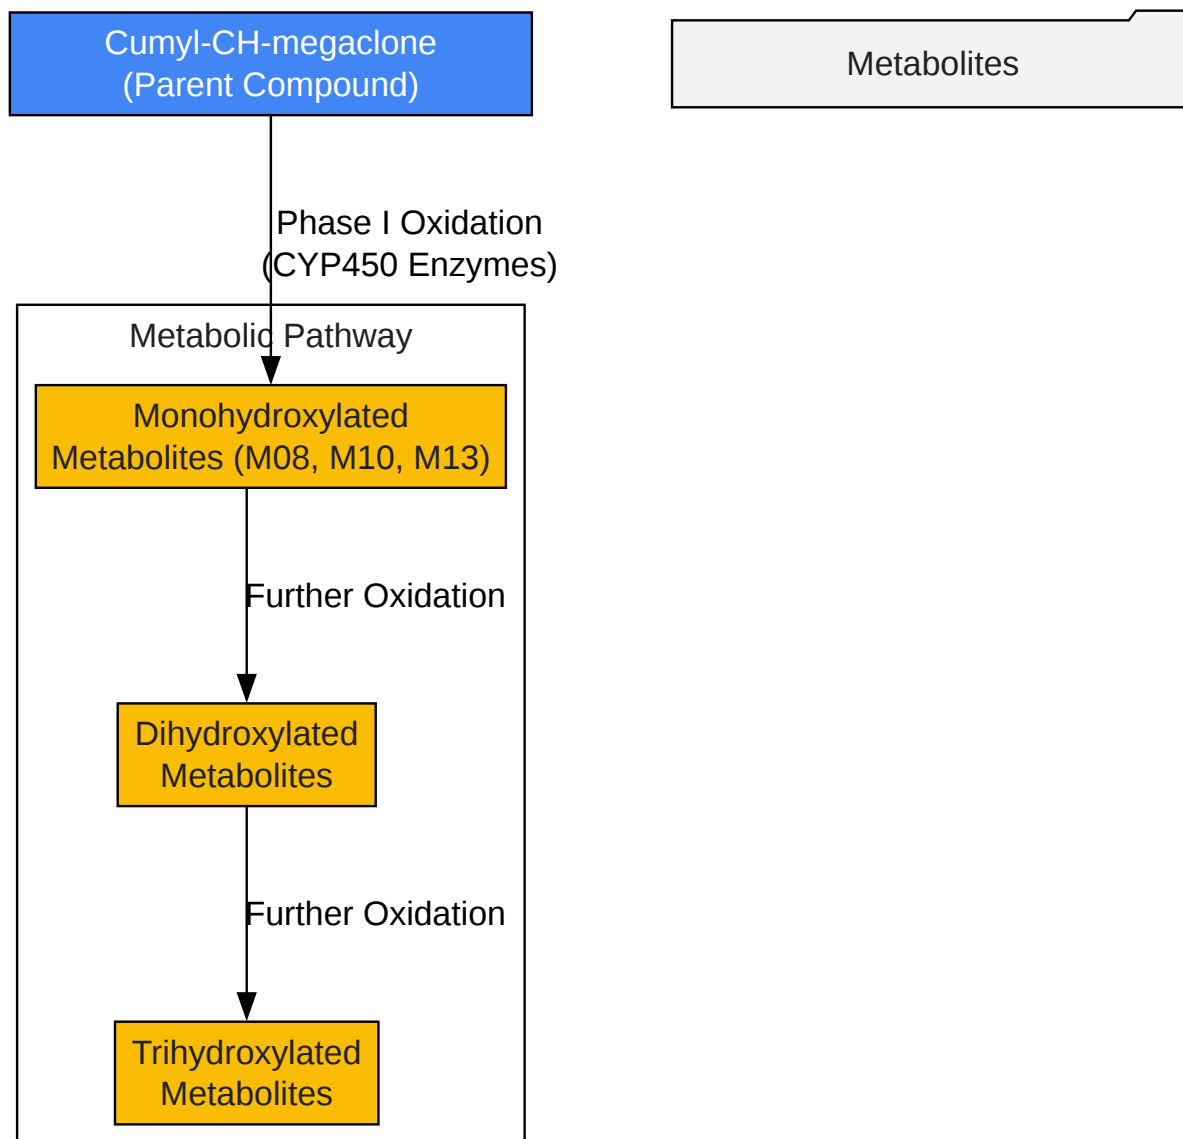 Cumyl-CH-megaclone
(Parent Compound)
Metabolites
Phase I Oxidation
(CYP450 Enzymes)
Metabolic Pathway
Monohydroxylated
Metabolites (M08, M10, M13)
Further Oxidation
Dihydroxylated
Metabolites
Further Oxidation
Trihydroxylated
Metabolites